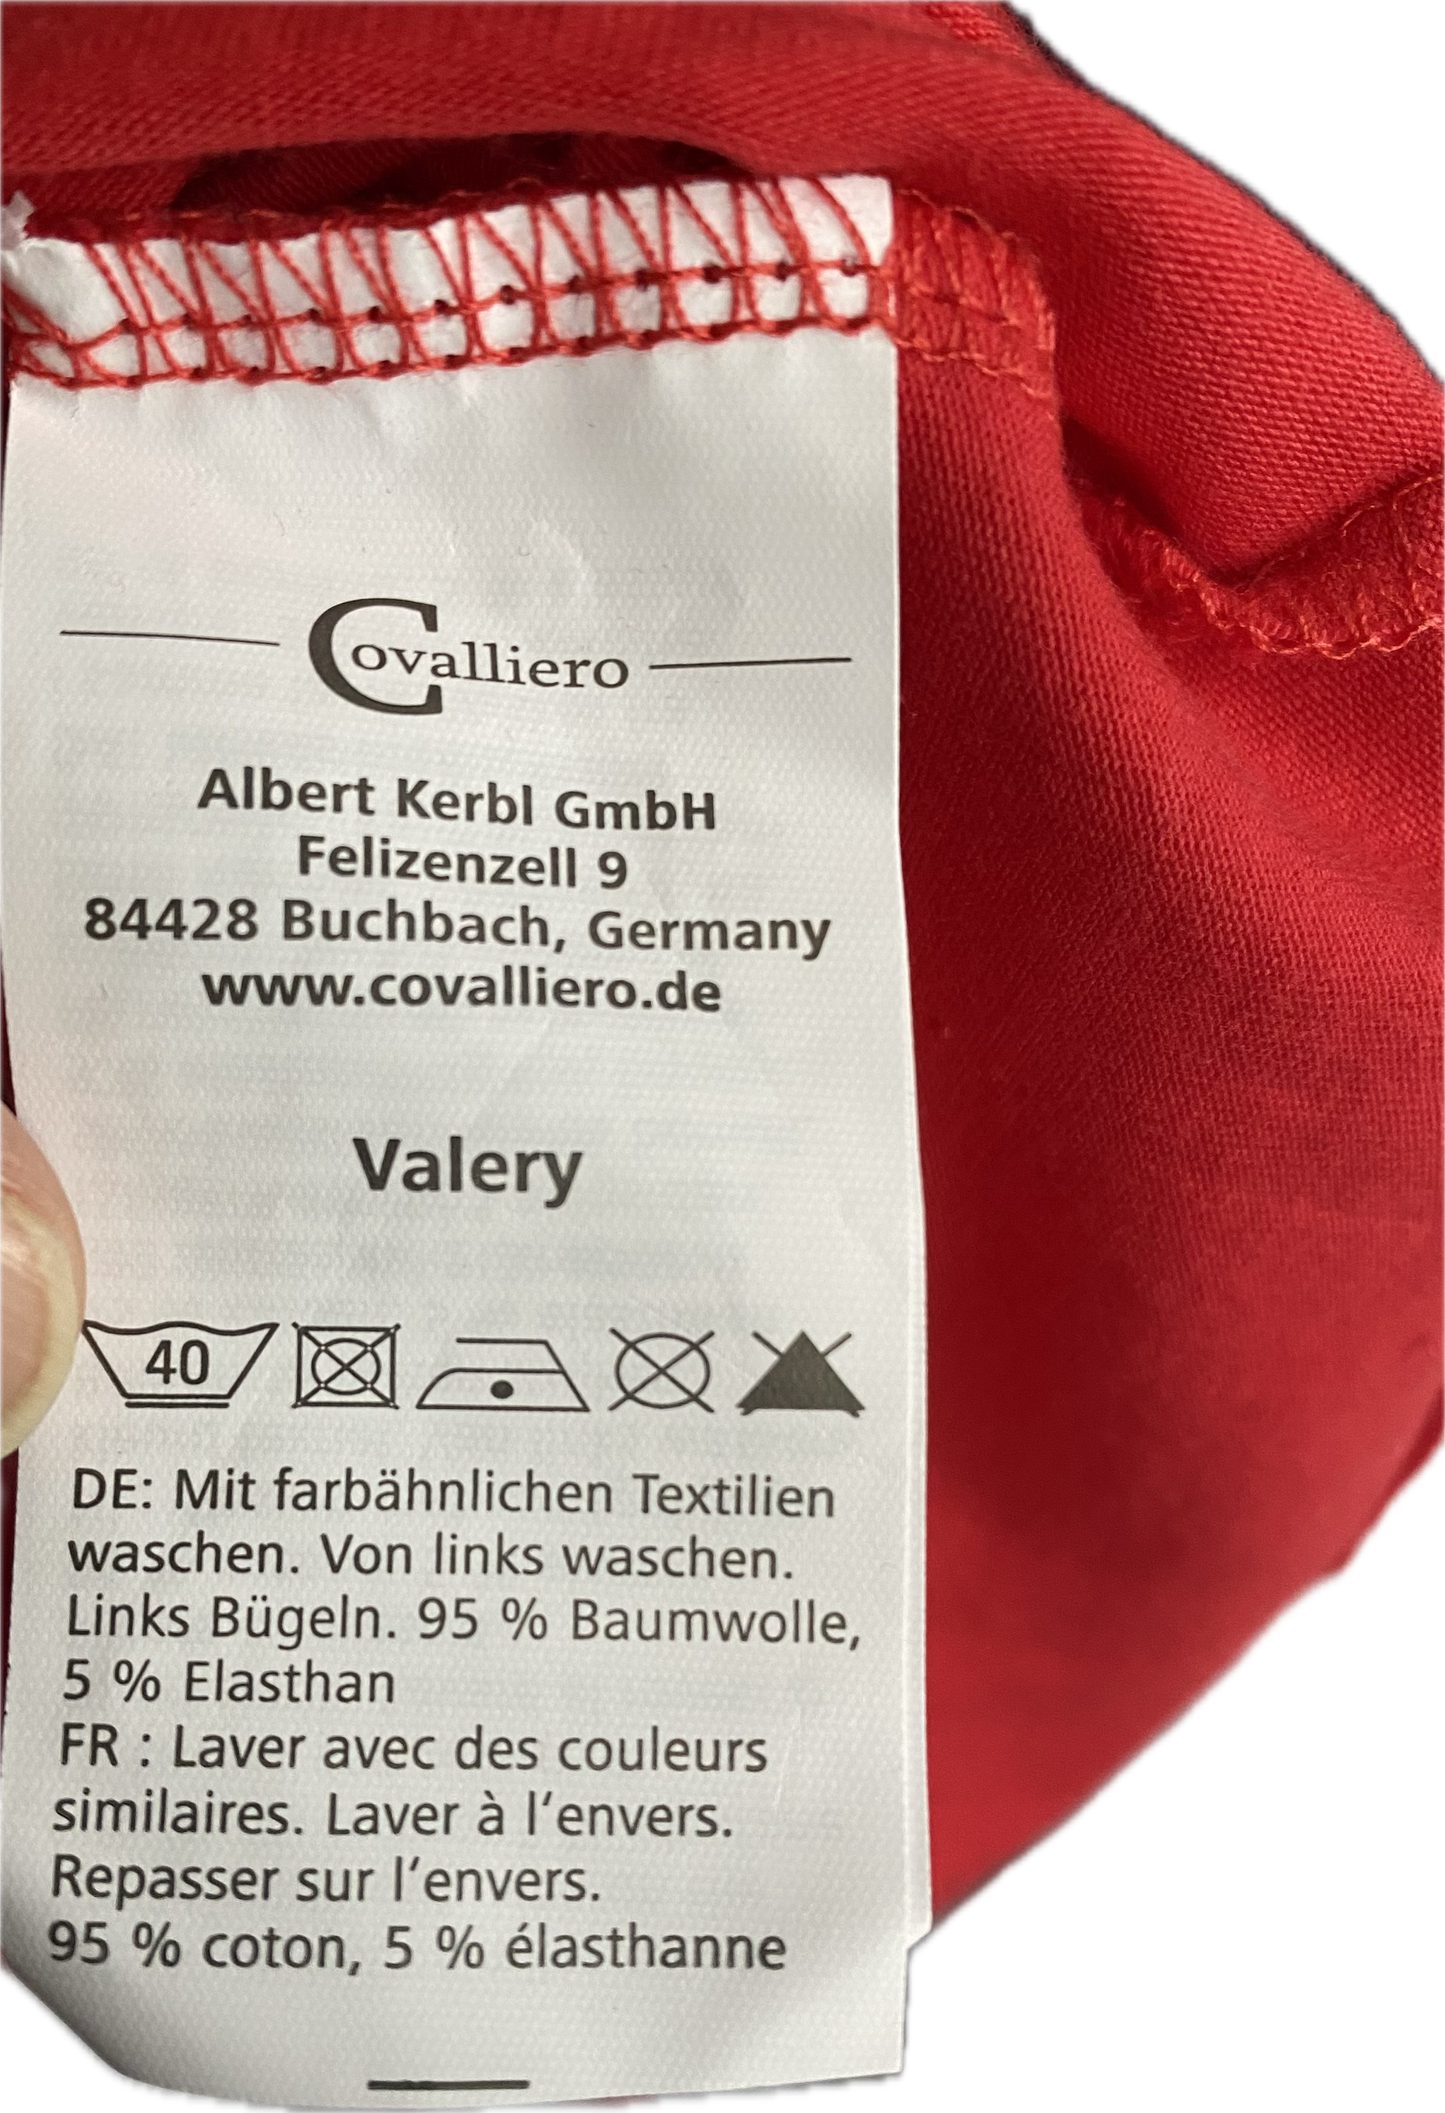 Covalliero
Albert Kerbl GmbH
Felizenzell 9
84428 Buchbach, Germany
www.covalliero.de
Valery
40
DE: Mit farbähnlichen Textilien
waschen. Von links waschen.
Links Bügeln. 95 % Baumwolle,
5 % Elasthan
FR : Laver avec des couleurs
similaires. Laver à l'envers.
Repasser sur l'envers.
95 % coton, 5 % élasthanne